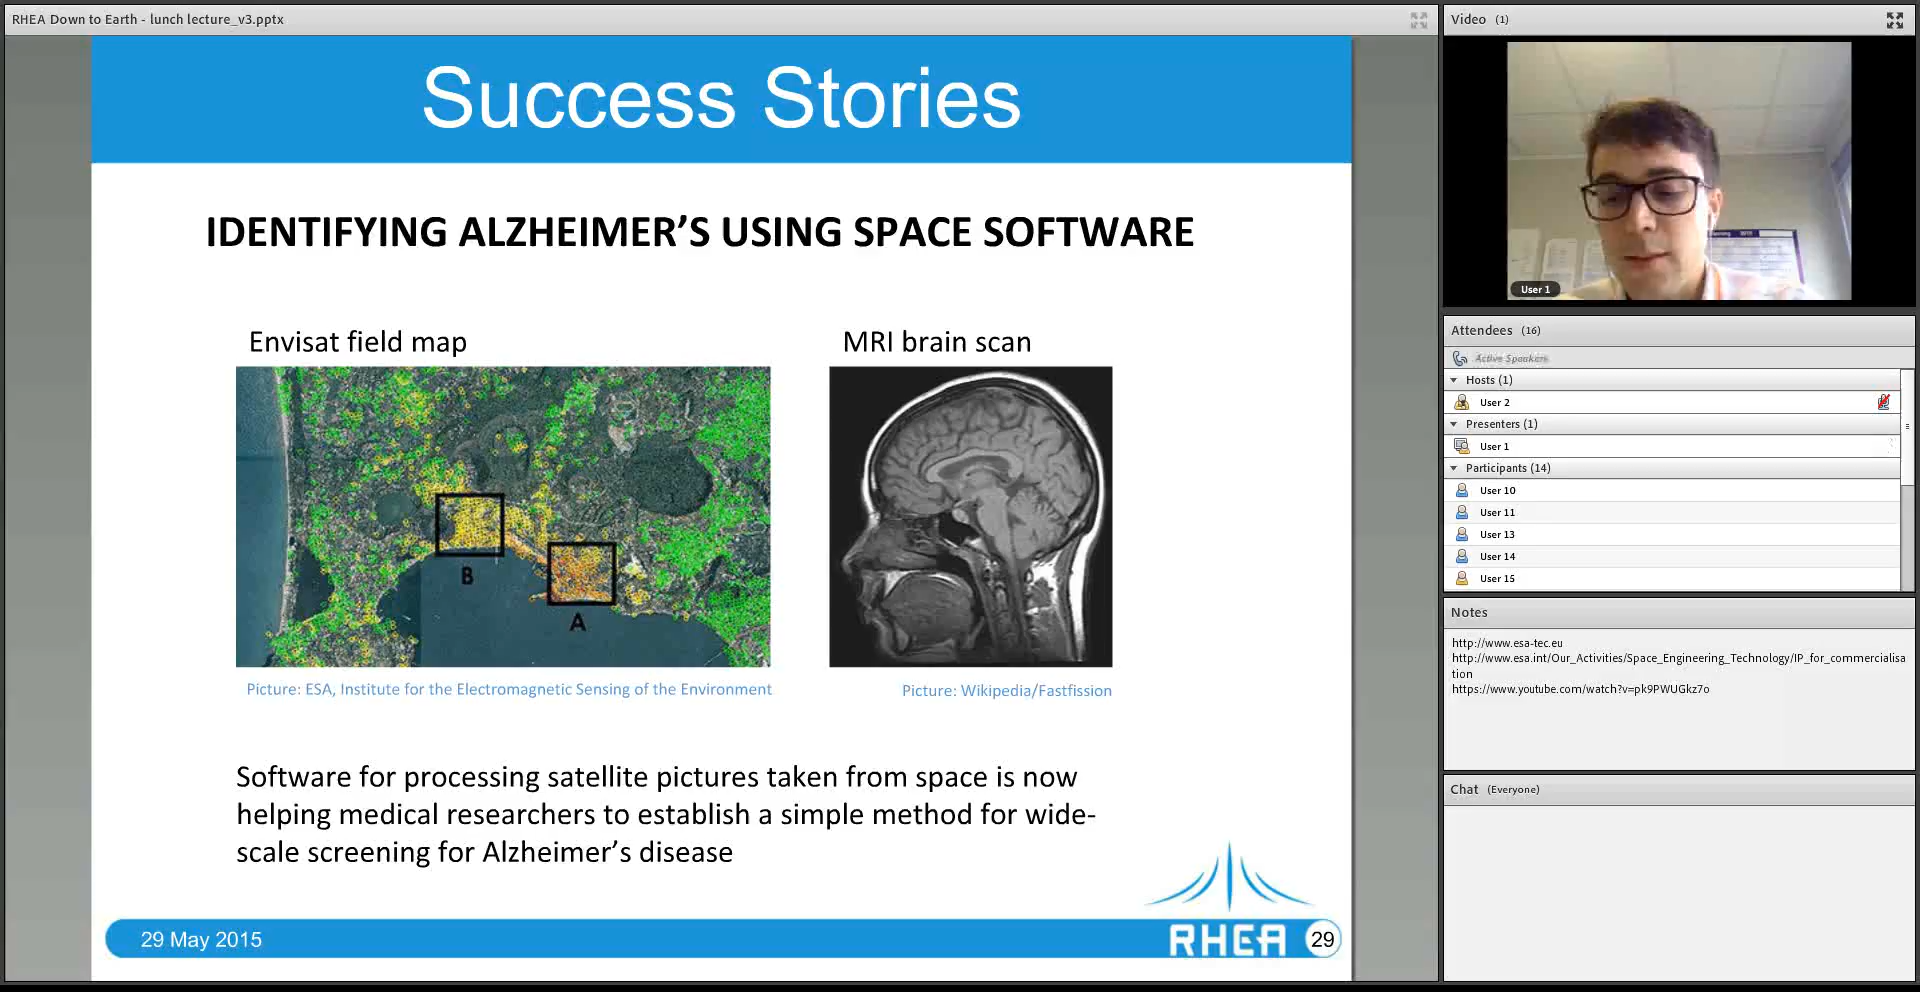 RHEA Down to Earth - lunch lecture_v3.pptx
Success Stories
IDENTIFYING ALZHEIMER’S USING SPACE SOFTWARE
Envisat field map
MRI brain scan
B
A
Picture: ESA, Institute for the Electromagnetic Sensing of the Environment
Picture: Wikipedia/Fastfission
Software for processing satellite pictures taken from space is now
helping medical researchers to establish a simple method for wide-
scale screening for Alzheimer’s disease
29 May 2015
RHEA
29
Video (1)
User 1
Attendees (16)
Active Speakers
Hosts (1)
User 2
Presenters (1)
User 1
Participants (14)
User 10
User 11
User 13
User 14
User 15
Notes
http://www.esa-tec.eu
http://www.esa.int/Our_Activities/Space_Engineering_Technology/IP_for_commercialisa
tion
https://www.youtube.com/watch?v=pk9PWUGkz7o
Chat (Everyone)